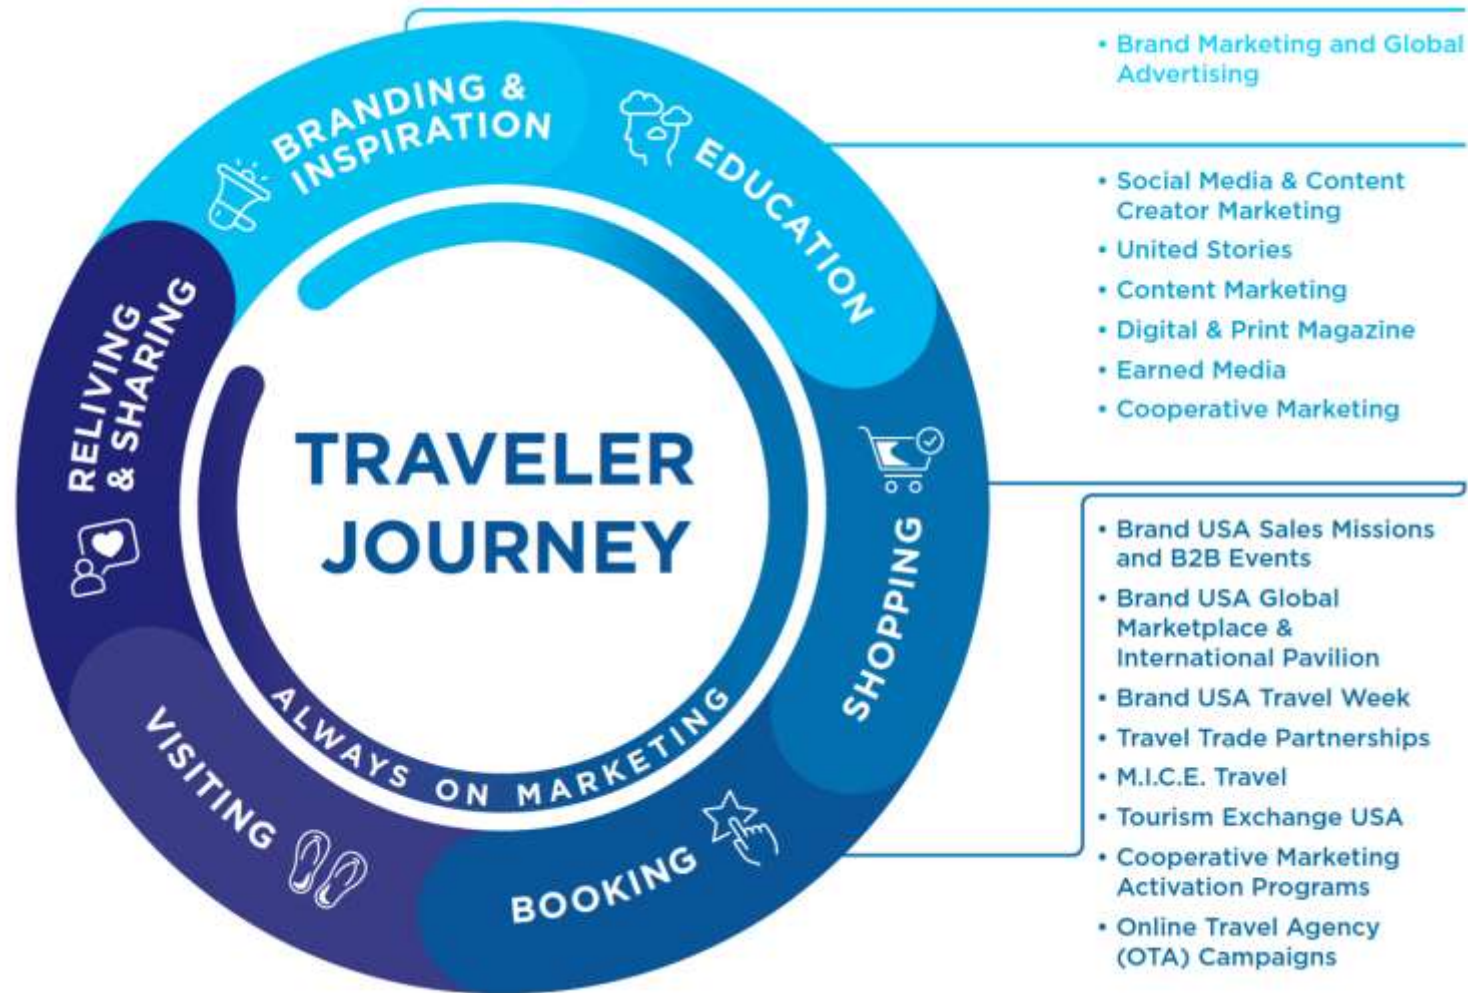 BRANDING &
INSPIRATION
EDUCATION
SHOPPING
BOOKING
VISITING
RELIVING
& SHARING
TRAVELER
JOURNEY
ALWAYS ON MARKETING
• Brand Marketing and Global
Advertising
• Social Media & Content
Creator Marketing
• United Stories
• Content Marketing
• Digital & Print Magazine
• Earned Media
• Cooperative Marketing
• Brand USA Sales Missions
and B2B Events
• Brand USA Global
Marketplace &
International Pavilion
• Brand USA Travel Week
• Travel Trade Partnerships
• M.I.C.E. Travel
• Tourism Exchange USA
• Cooperative Marketing
Activation Programs
• Online Travel Agency
(OTA) Campaigns